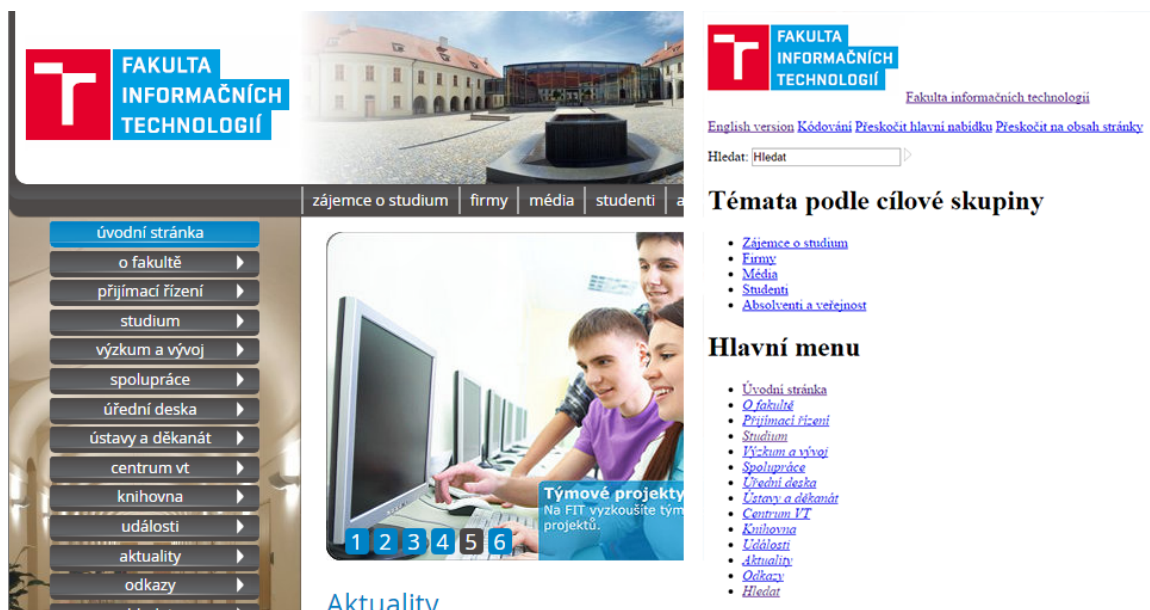 FAKULTA
INFORMAČNÍCH
TECHNOLOGIÍ
zájemce o studium
firmy
média
studenti
a
úvodní stránka
o fakultě
přijímací řízení
studium
výzkum a vývoj
spolupráce
úřední deska
ústavy a děkanát
centrum vt
knihovna
události
aktuality
odkazy
Týmové projekty
Na FIT vyzkoušíte tým
projektů.
1 2 3 4 5 6
Aktuality
FAKULTA
INFORMAČNÍCH
TECHNOLOGIÍ
Fakulta informačních technologií
English version Kódování Přeskočit hlavní nabídku Přeskočit na obsah stránky
Hledat: Hledat
Témata podle cílové skupiny
Zájemce o studium
Firmy
Média
Studenti
Absolventi a veřejnost
Hlavní menu
Úvodní stránka
O fakultě
Přijímací řízení
Studium
Výzkum a vývoj
Spolupráce
Úřední deska
Ústavy a děkanát
Centrum VT
Knihovna
Události
Aktuality
Odkazy
Hledat